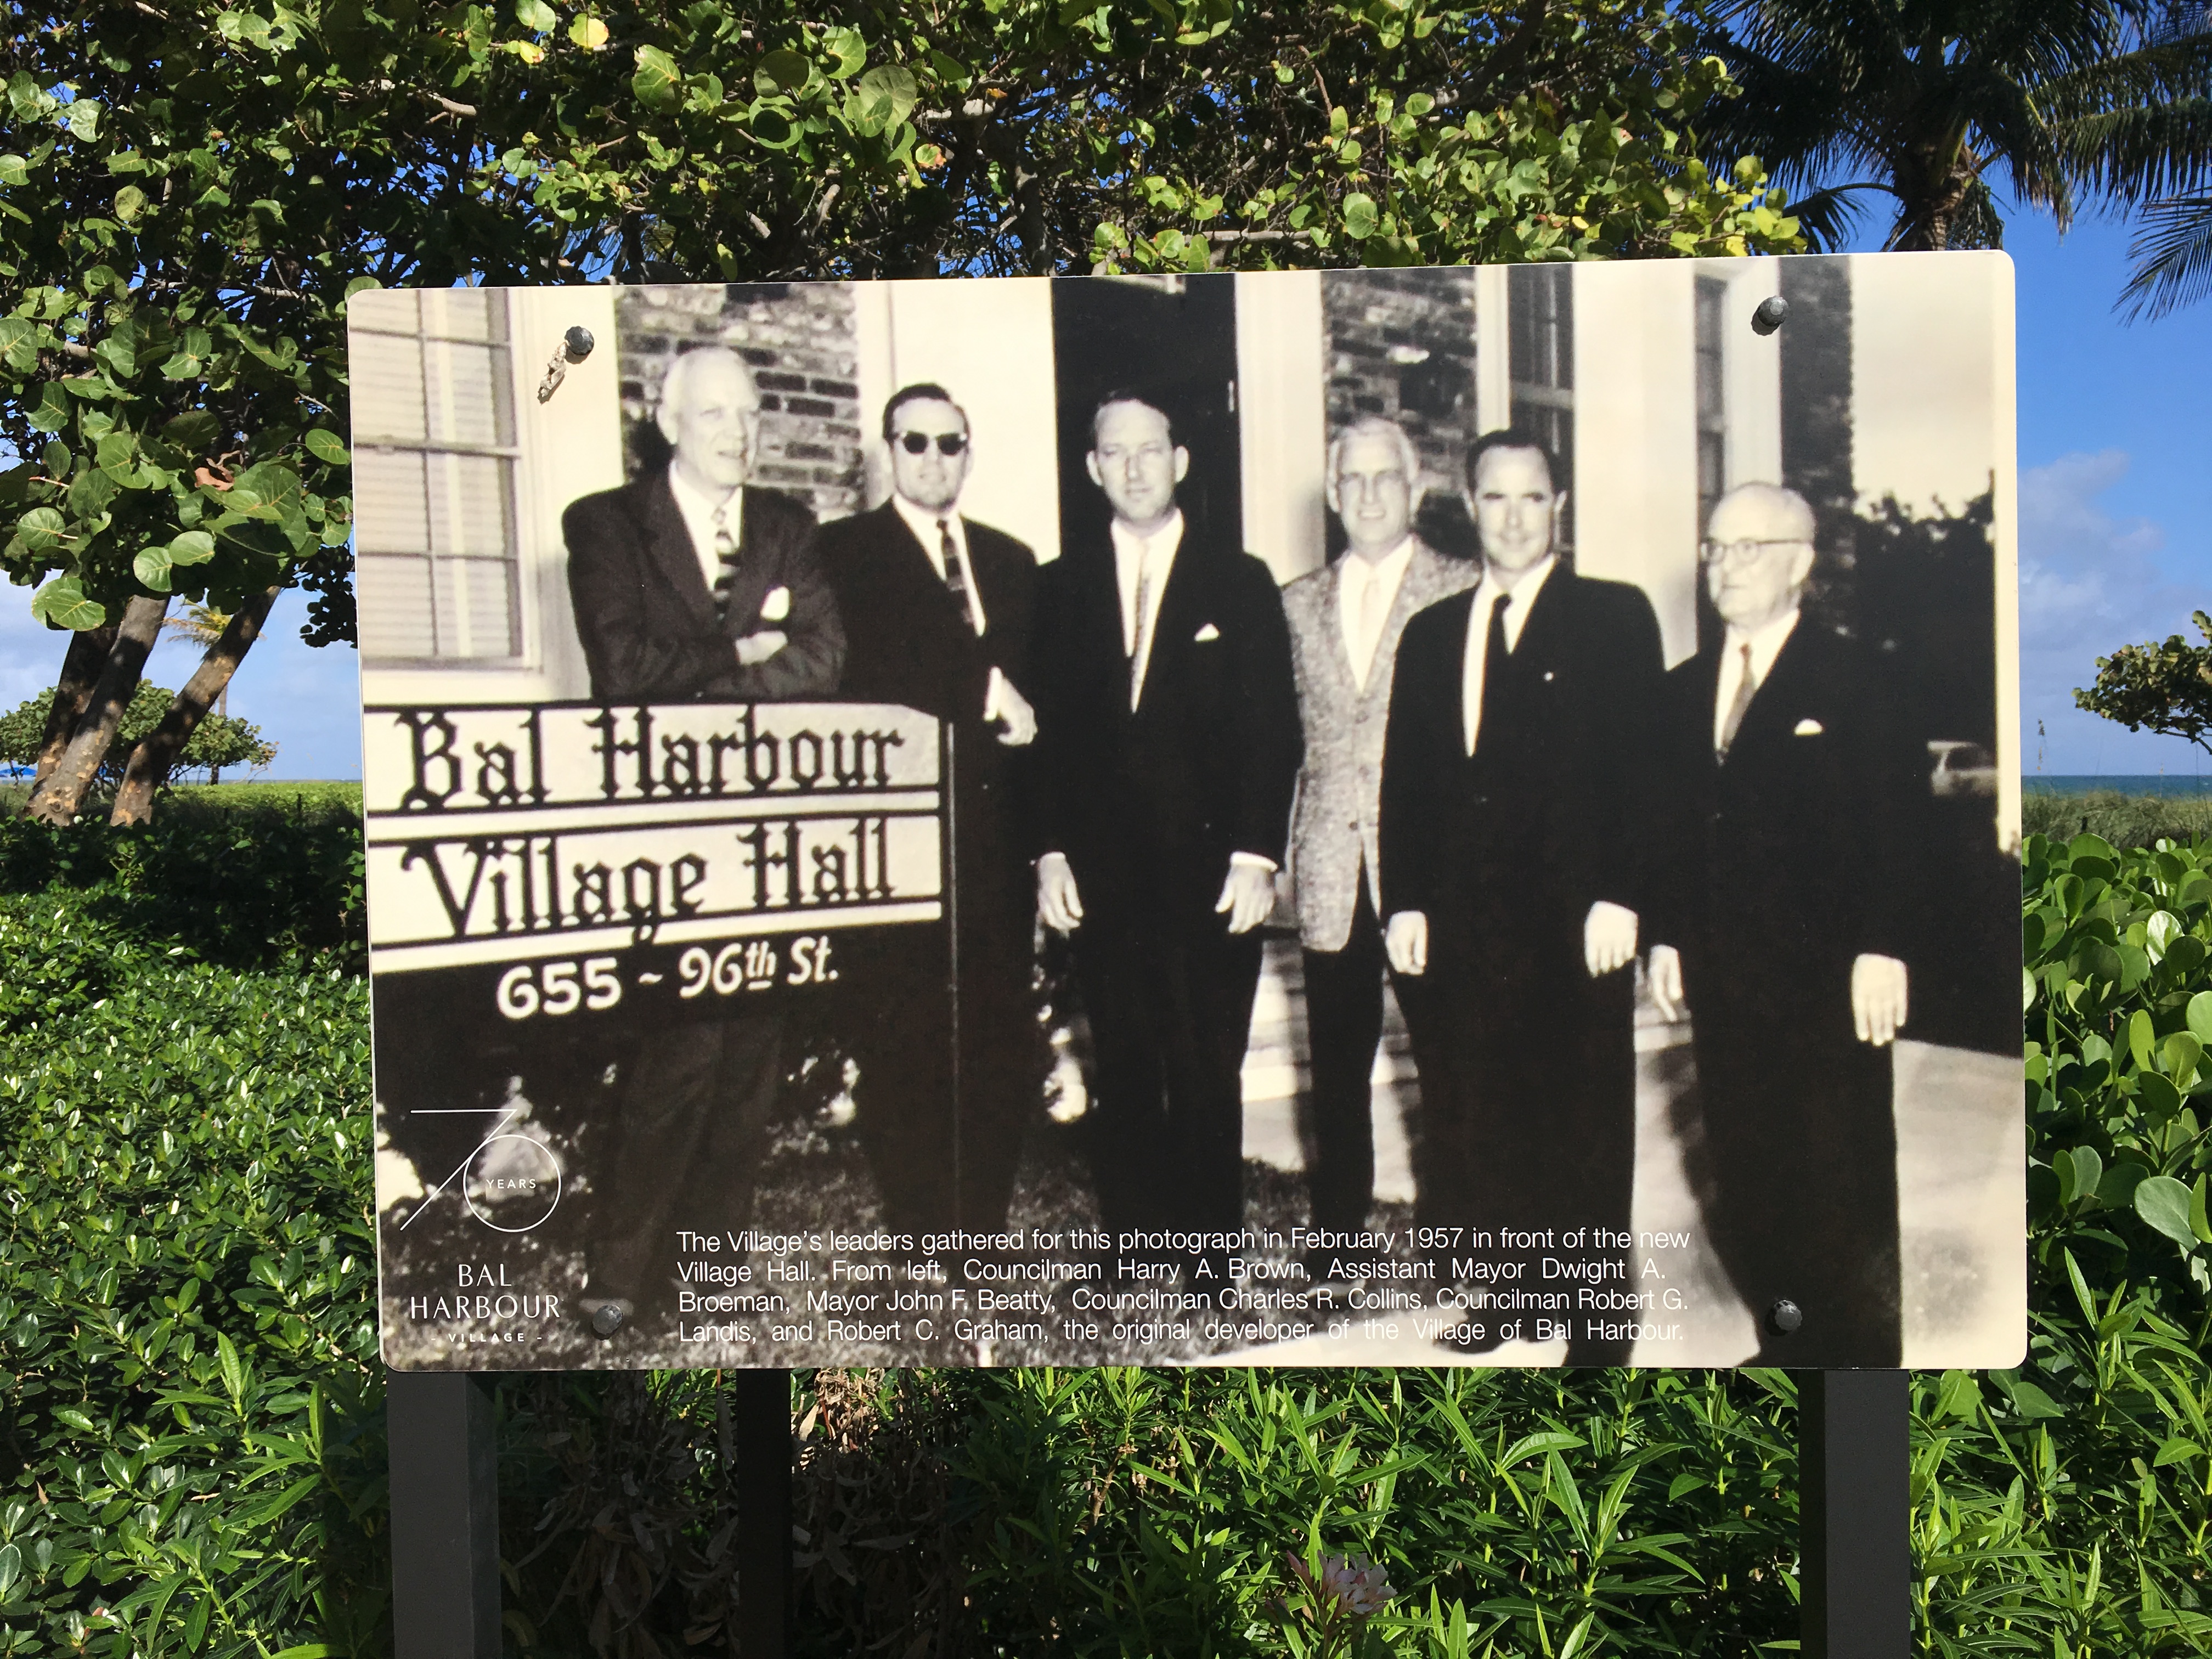 Bal Harbour
Village Hall
655 ~ 96th St.
70
YEARS
BAL
HARBOUR
- VILLAGE -
The Village's leaders gathered for this photograph in February 1957 in front of the new
Village Hall. From left, Councilman Harry A. Brown, Assistant Mayor Dwight A.
Broeman, Mayor John F. Beatty, Councilman Charles R. Collins, Councilman Robert G.
Landis, and Robert C. Graham, the original developer of the Village of Bal Harbour.